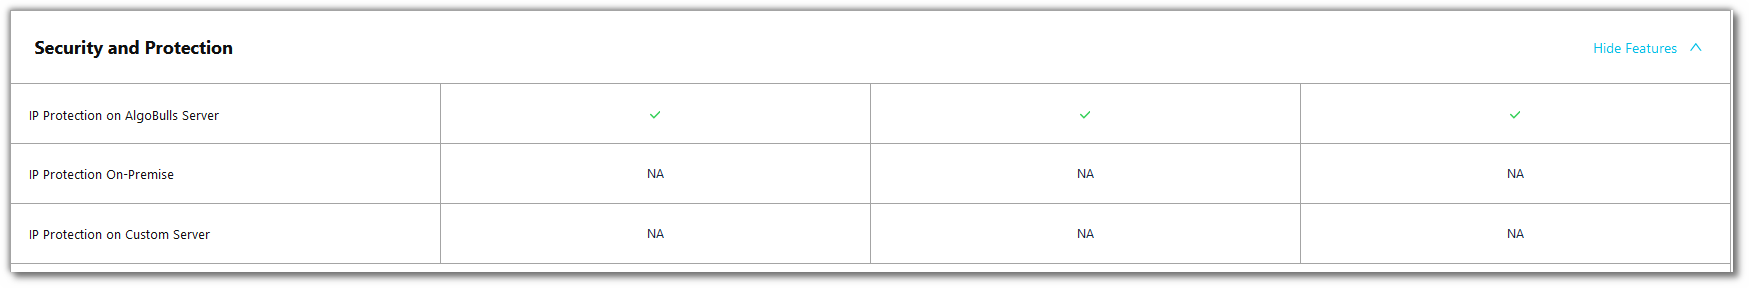 Security and Protection
Hide Features
IP Protection on AlgoBulls Server
IP Protection On-Premise NA NA NA
IP Protection on Custom Server NA NA NA